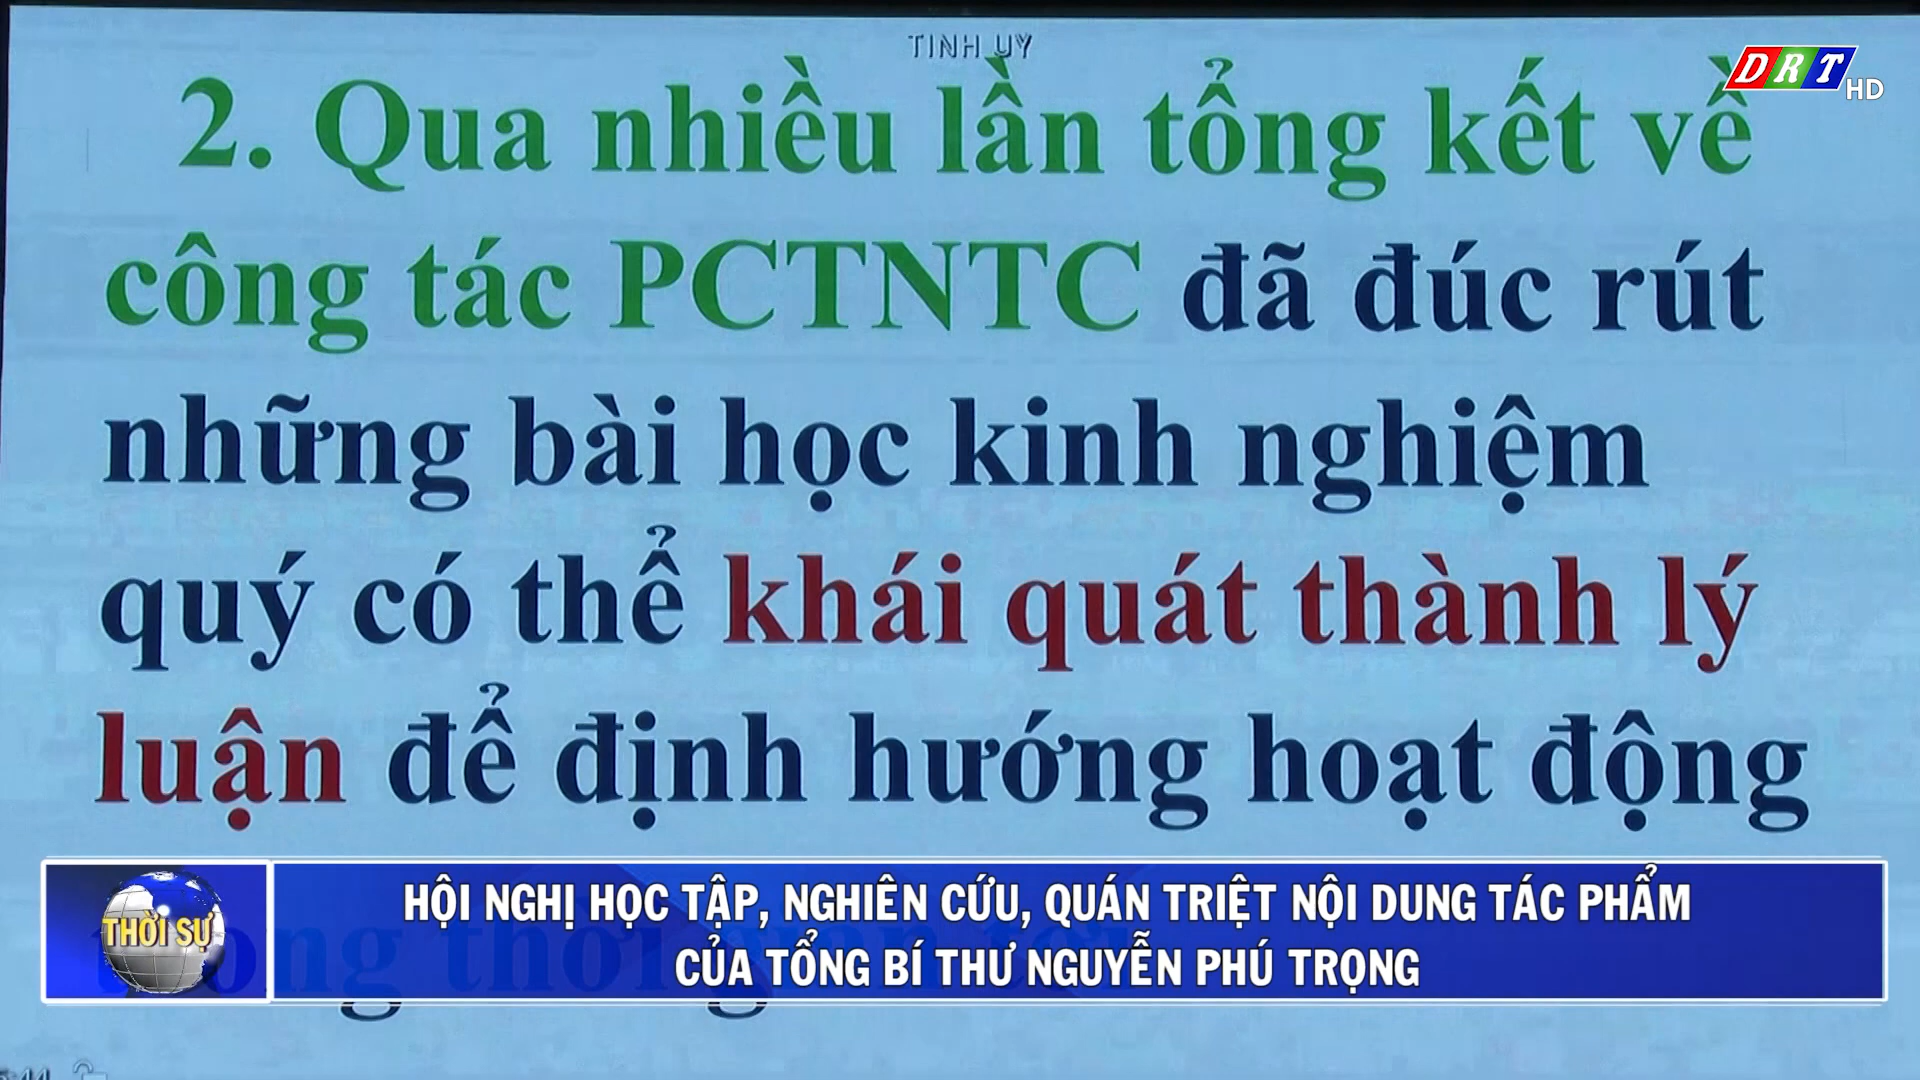 TINH UY
DRT HD
2. Qua nhiều lần tổng kết về
công tác PCTNTC đã đúc rút
những bài học kinh nghiệm
quý có thể khái quát thành lý
luận để định hướng hoạt động
THỜI SỰ
HỘI NGHỊ HỌC TẬP, NGHIÊN CỨU, QUÁN TRIỆT NỘI DUNG TÁC PHẨM
CỦA TỔNG BÍ THƯ NGUYỄN PHÚ TRỌNG